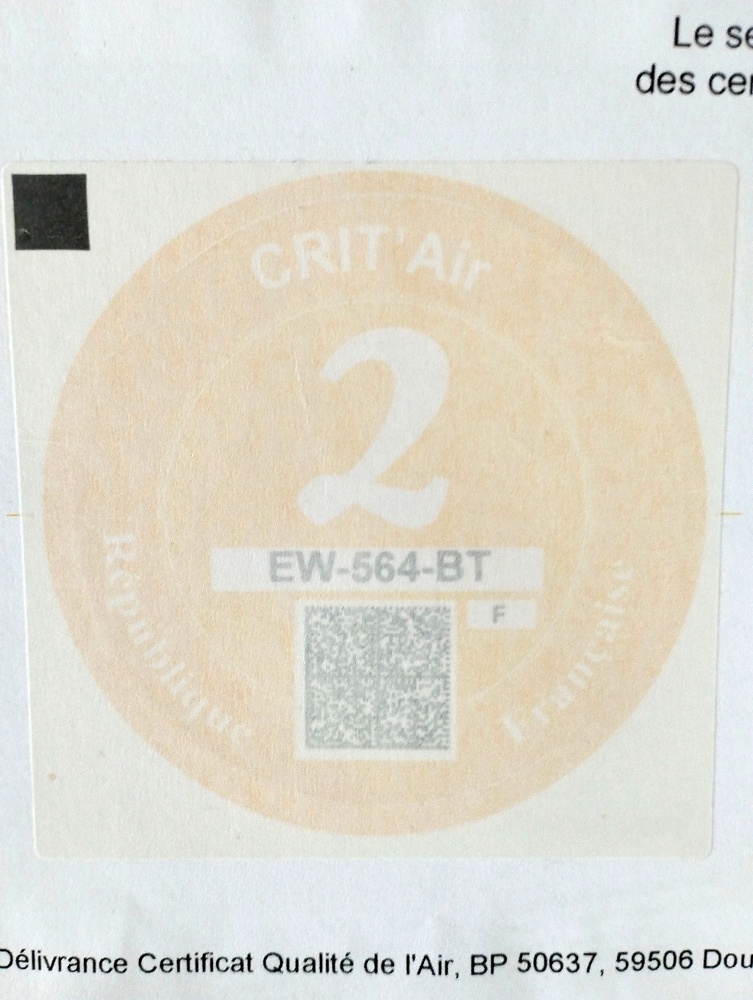 Le se
des cer
CRIT'Air
2
EW-564-BT
F
République Française
Délivrance Certificat Qualité de l'Air, BP 50637, 59506 Dou